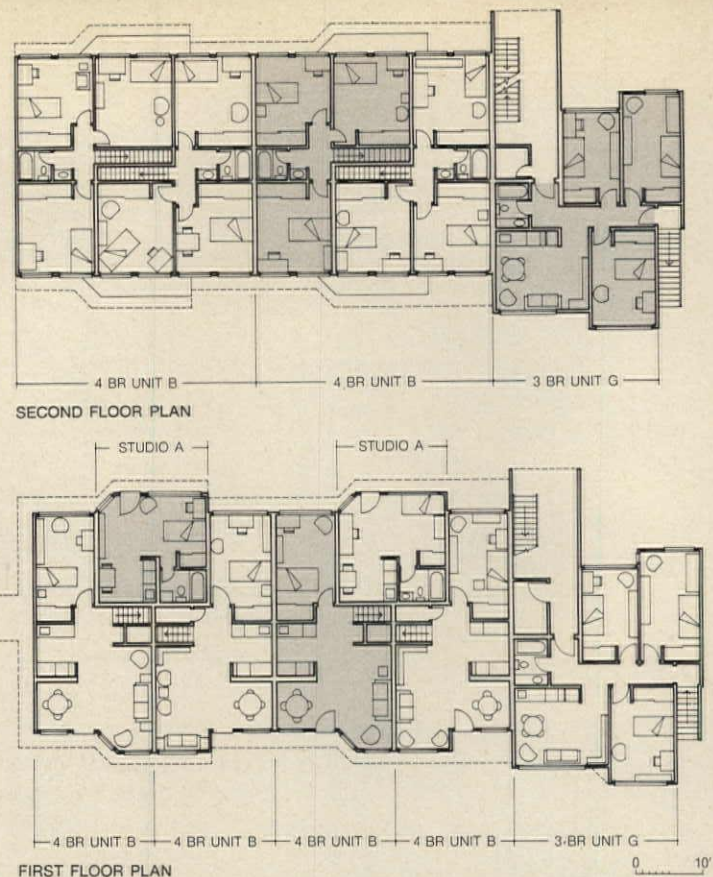 4 BR UNIT B 4 BR UNIT B 3 BR UNIT G
SECOND FLOOR PLAN
STUDIO A STUDIO A
4 BR UNIT B 4 BR UNIT B 4 BR UNIT B 4 BR UNIT B 3 BR UNIT G
FIRST FLOOR PLAN
0 10'